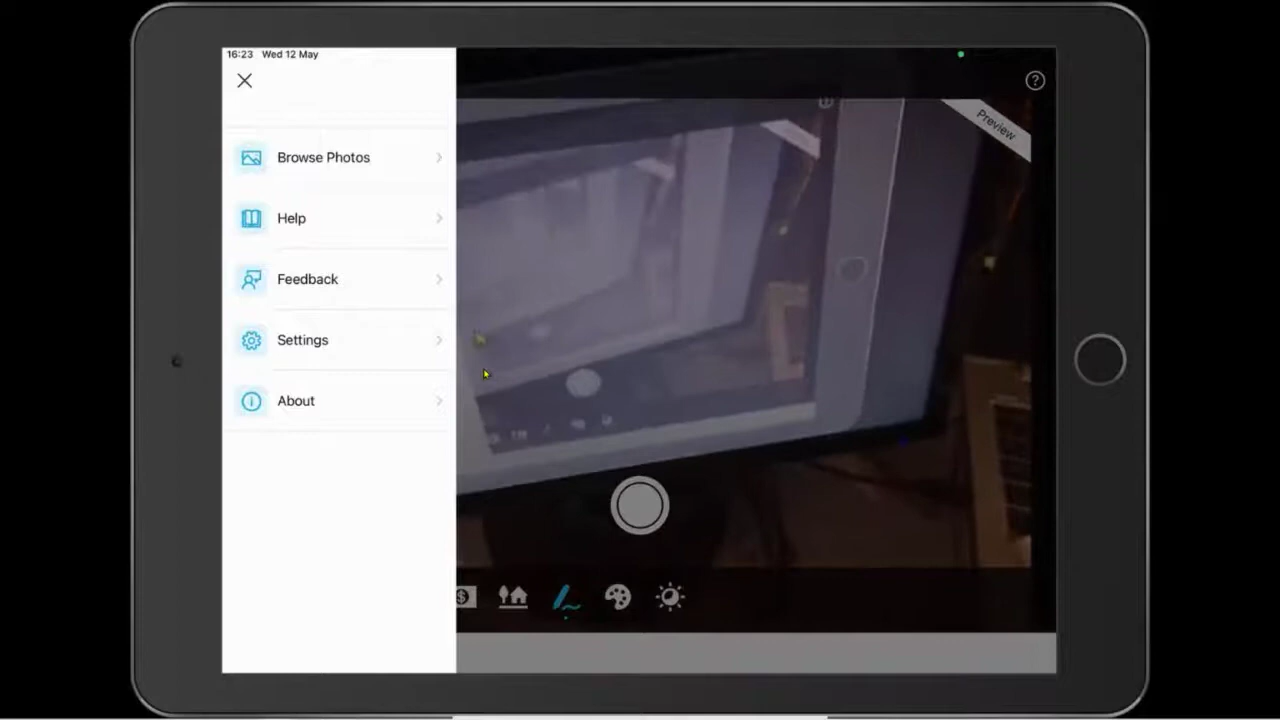 16:23 Wed 12 May
Preview
Browse Photos
Help
Feedback
Settings
About